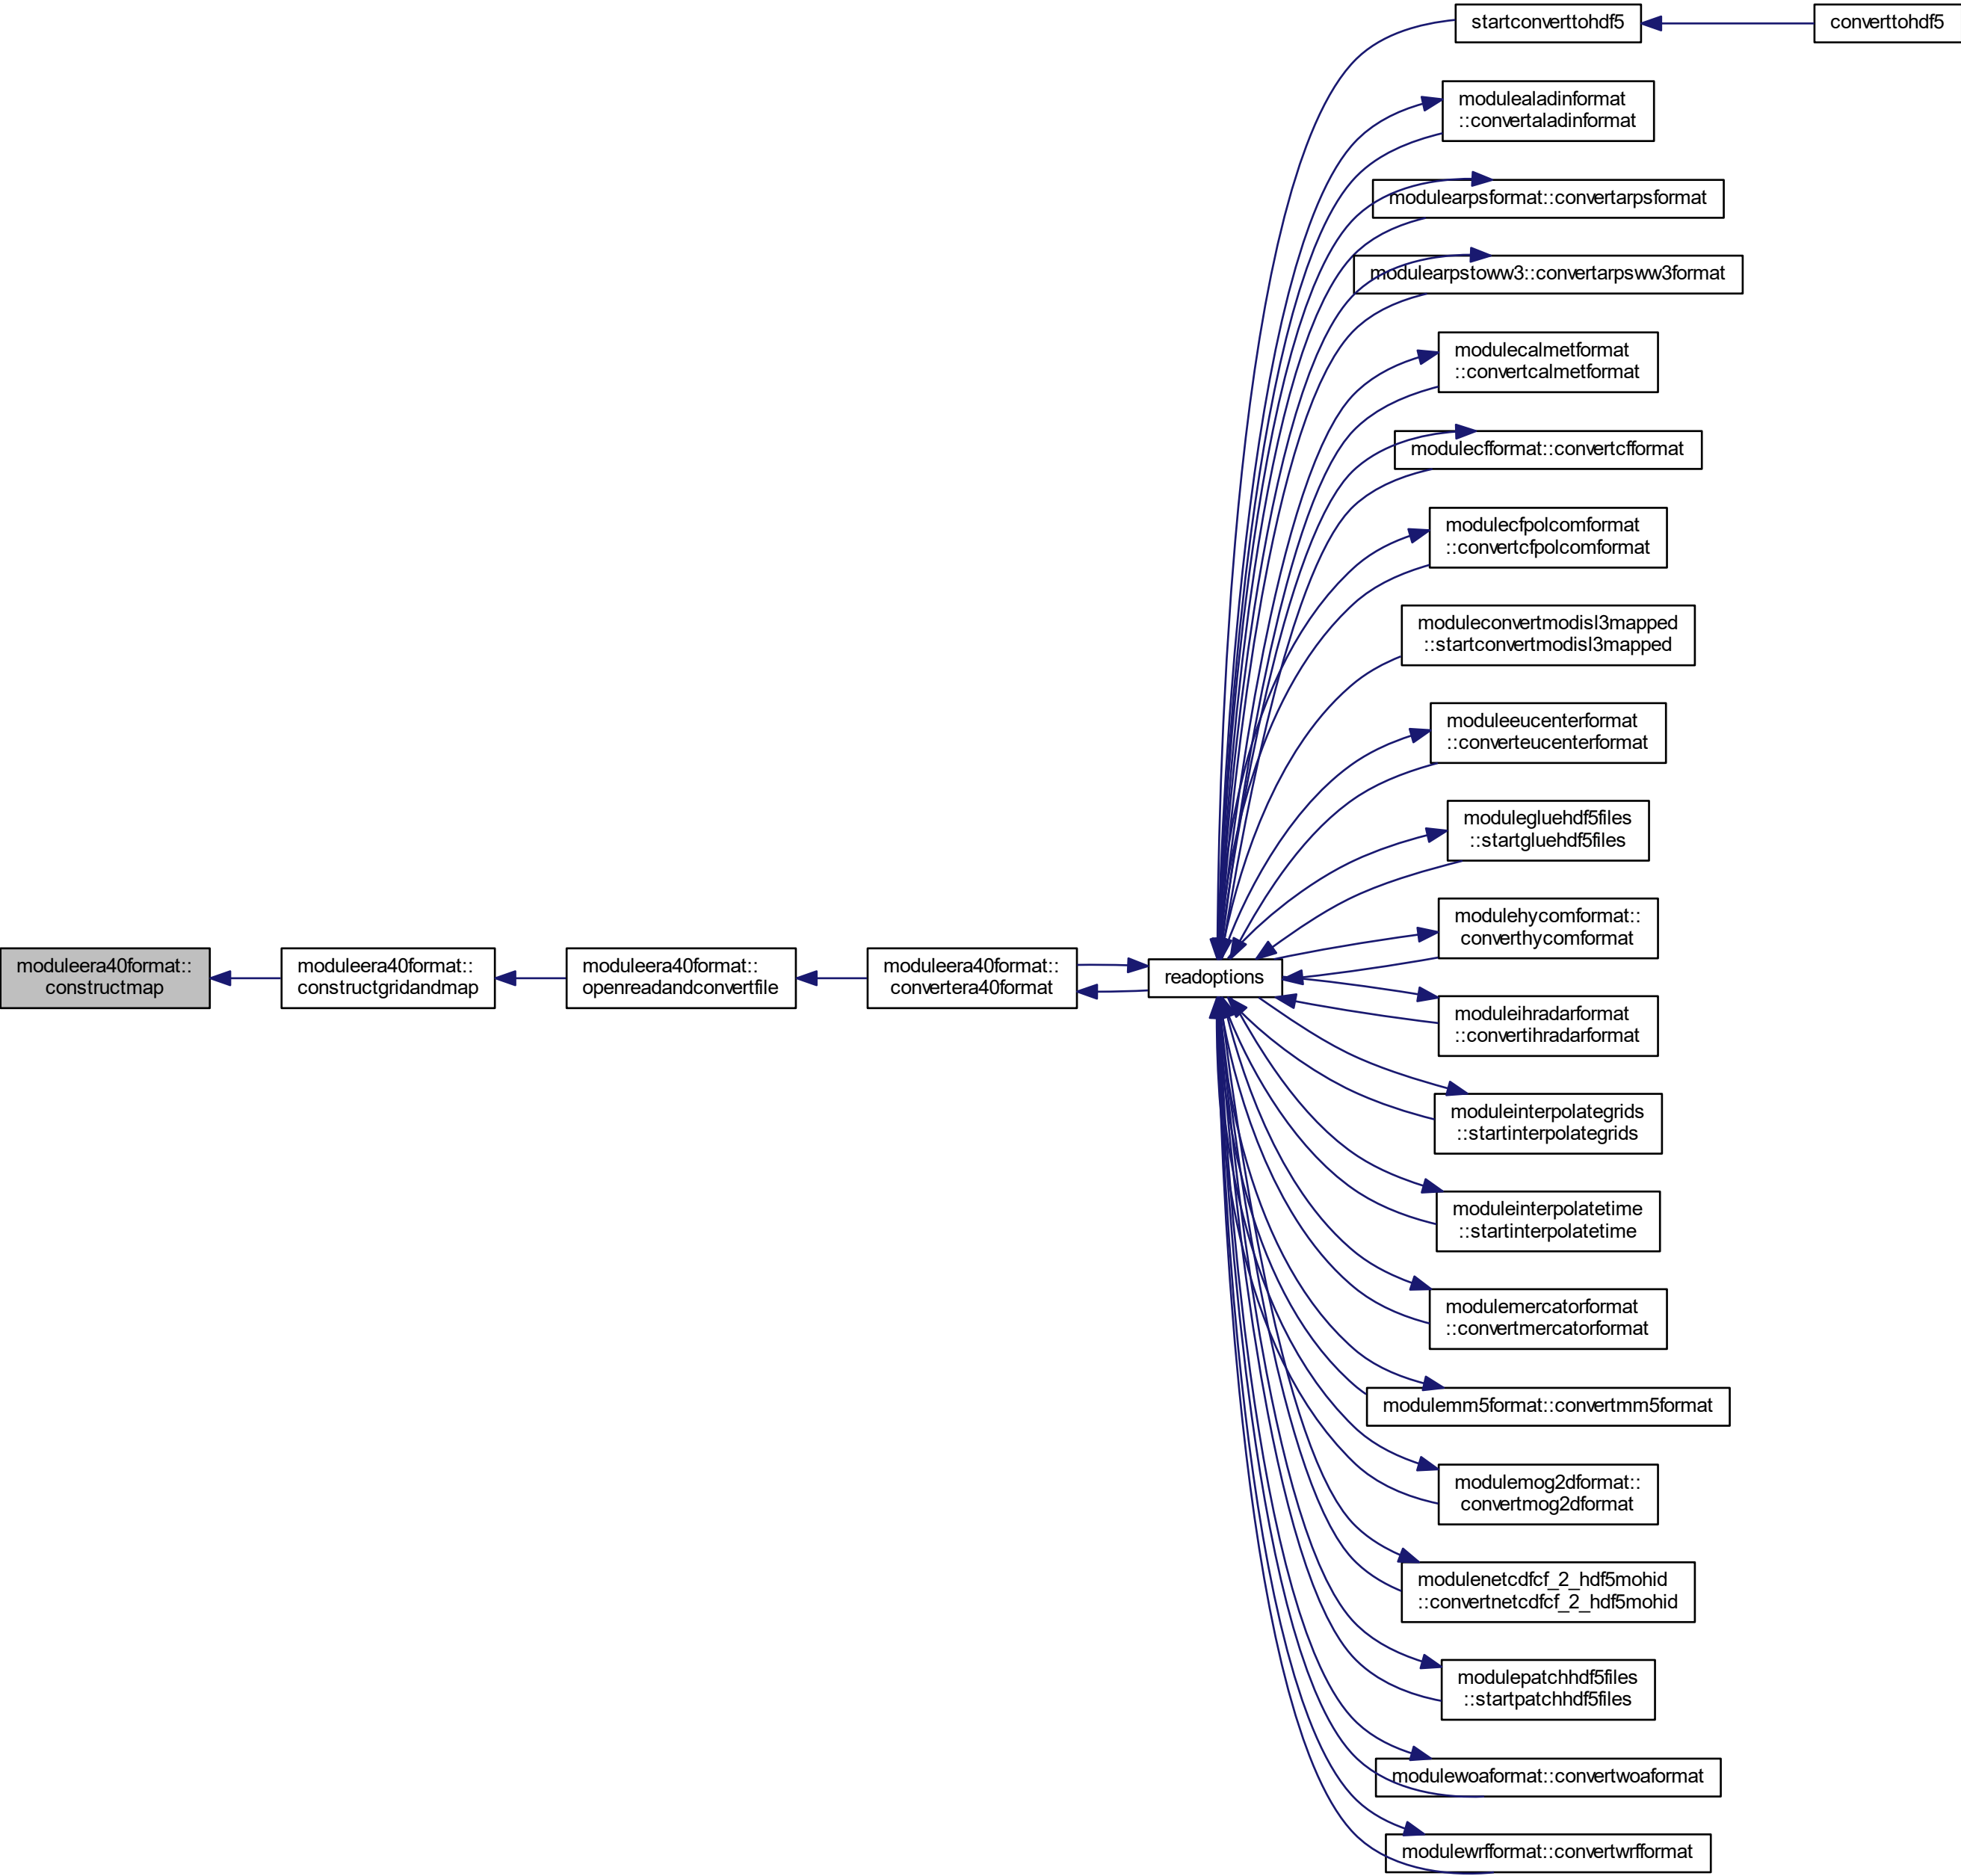 startconverttohdf5
converttohdf5
modulealadinformat
::convertaladinformat
modulearpsformat::convertarpsformat
modulearpstoww3::convertarpsww3format
modulecalmetformat
::convertcalmetformat
modulecfformat::convertcfformat
modulecfpolcomformat
::convertcfpolcomformat
moduleconvertmodisl3mapped
::startconvertmodisl3mapped
moduleeucenterformat
::converteucenterformat
modulegluehdf5files
::startgluehdf5files
modulehycomformat::
converthycomformat
moduleera40format::
constructmap
moduleera40format::
constructgridandmap
moduleera40format::
openreadandconvertfile
moduleera40format::
convertera40format
readoptions
moduleihradarformat
::convertihradarformat
moduleinterpolategrids
::startinterpolategrids
moduleinterpolatetime
::startinterpolatetime
modulemercatorformat
::convertmercatorformat
modulemm5format::convertmm5format
modulemog2dformat::
convertmog2dformat
modulenetcdfcf_2_hdf5mohid
::convertnetcdfcf_2_hdf5mohid
modulepatchhdf5files
::startpatchhdf5files
modulewoaformat::convertwoaformat
modulewrfformat::convertwrfformat